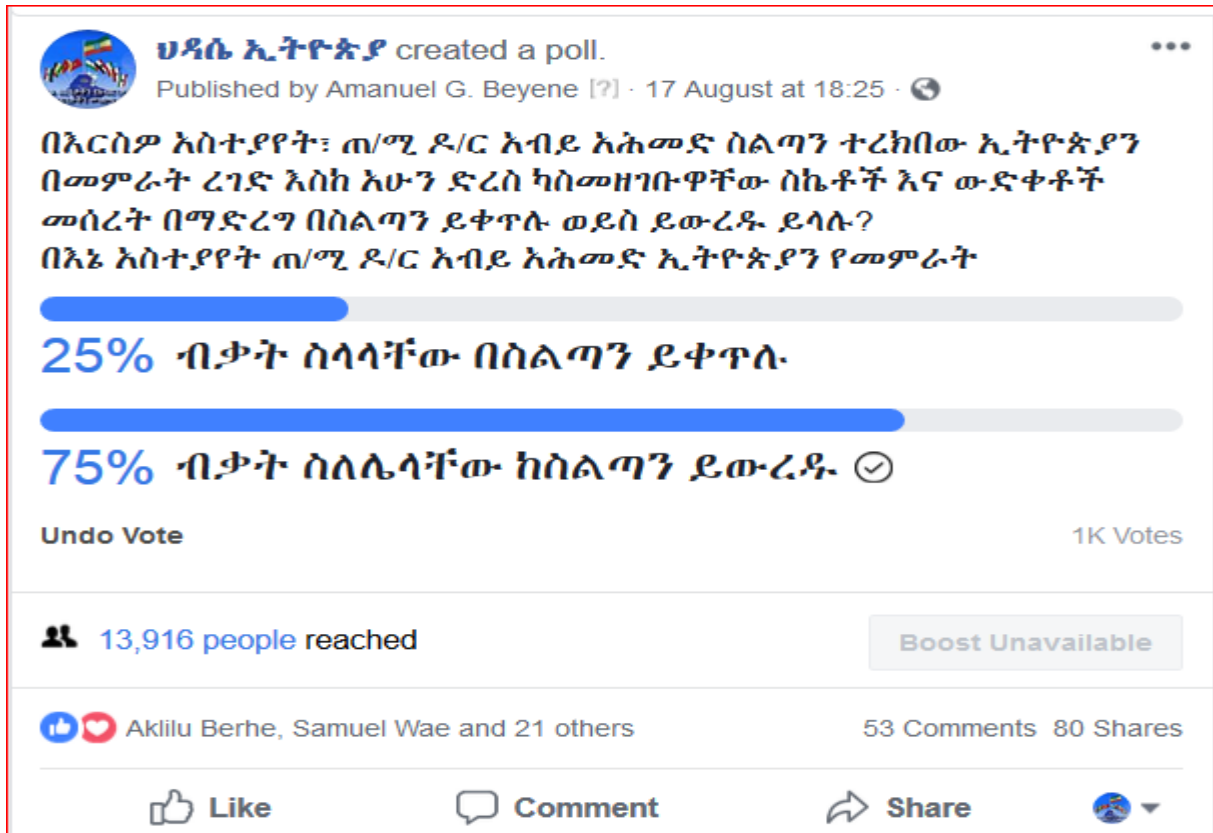 ህዳሴ ኢትዮጵያ created a poll.
Published by Amanuel G. Beyene [?] · 17 August at 18:25 ·
በእርስዎ አስተያየት፣ ጠ/ሚ ዶ/ር አብይ አሕመድ ስልጣን ተረክበው ኢትዮጵያን
በመምራት ረገድ እስከ አሁን ድረስ ካስመዘገቡዋቸው ስኬቶች እና ውድቀቶች
መሰረት በማድረግ በስልጣን ይቀጥሉ ወይስ ይውረዱ ይላሉ?
በእኔ አስተያየት ጠ/ሚ ዶ/ር አብይ አሕመድ ኢትዮጵያን የመምራት
25% ብቃት ስላላቸው በስልጣን ይቀጥሉ
75% ብቃት ስለሌላቸው ከስልጣን ይውረዱ
Undo Vote 1K Votes
13,916 people reached Boost Unavailable
Aklilu Berhe, Samuel Wae and 21 others 53 Comments 80 Shares
Like Comment Share